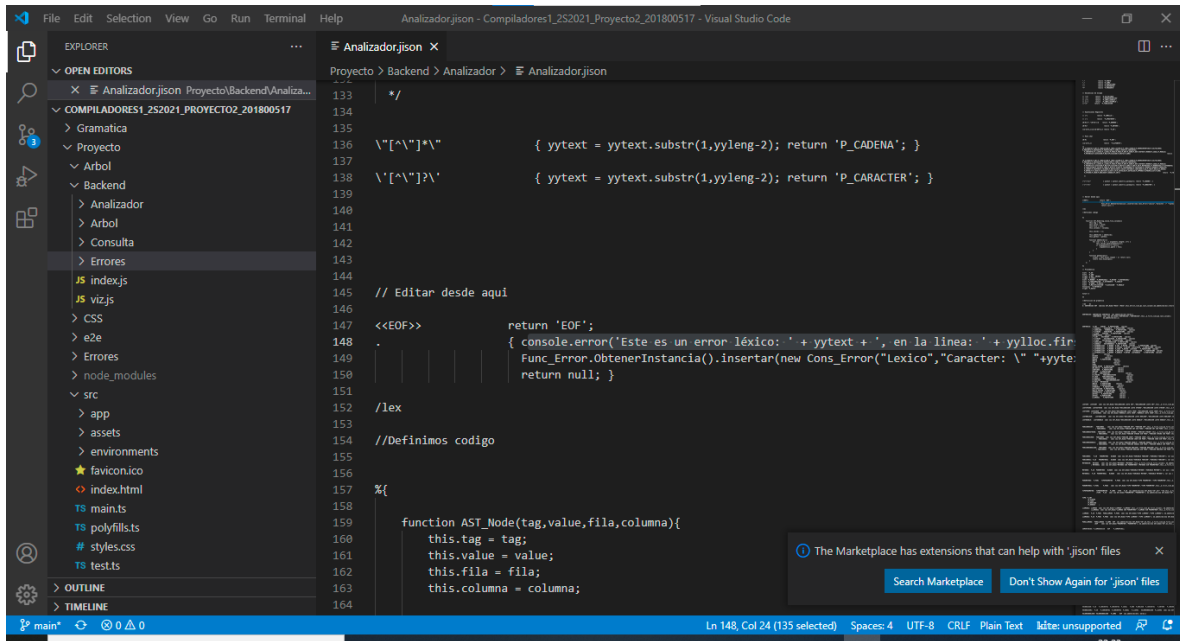 File Edit Selection View Go Run Terminal Help Analizador.jison - Compiladores1_2S2021_Proyecto2_201800517 - Visual Studio Code
EXPLORER
OPEN EDITORS
Analizador.jison Proyecto\Backend\Analiza...
COMPILADORES1_2S2021_PROYECTO2_201800517
Gramatica
Proyecto
Arbol
Backend
Analizador
Arbol
Consulta
Errores
JS index.js
JS viz.js
CSS
e2e
Errores
node_modules
src
app
assets
environments
favicon.ico
<> index.html
TS main.ts
TS polyfills.ts
# styles.css
TS test.ts
OUTLINE
TIMELINE
3
Analizador.jison
Proyecto > Backend > Analizador > Analizador.jison
133 */
134
135
136 \"[^\"]*\" { yytext = yytext.substr(1,yyleng-2); return 'P_CADENA'; }
137
138 \'[^\"]?\' { yytext = yytext.substr(1,yyleng-2); return 'P_CARACTER'; }
139
140
141
142
143
144
145 // Editar desde aqui
146
147 <<EOF>> return 'EOF';
148 . { console.error('Este es un error léxico: ' + yytext + ', en la linea: ' + yylloc.fir
149 Func_Error.ObtenerInstancia().insertar(new Cons_Error("Lexico","Caracter: \" "+yyte
150 return null; }
151
152 /lex
153
154 //Definimos codigo
155
156
157 %{
158
159 function AST_Node(tag,value,fila,columna){
160 this.tag = tag;
161 this.value = value;
162 this.fila = fila;
163 this.columna = columna;
164
The Marketplace has extensions that can help with '.jison' files
Search Marketplace Don't Show Again for '.jison' files
main* 0 0 Ln 148, Col 24 (135 selected) Spaces: 4 UTF-8 CRLF Plain Text kite: unsupported